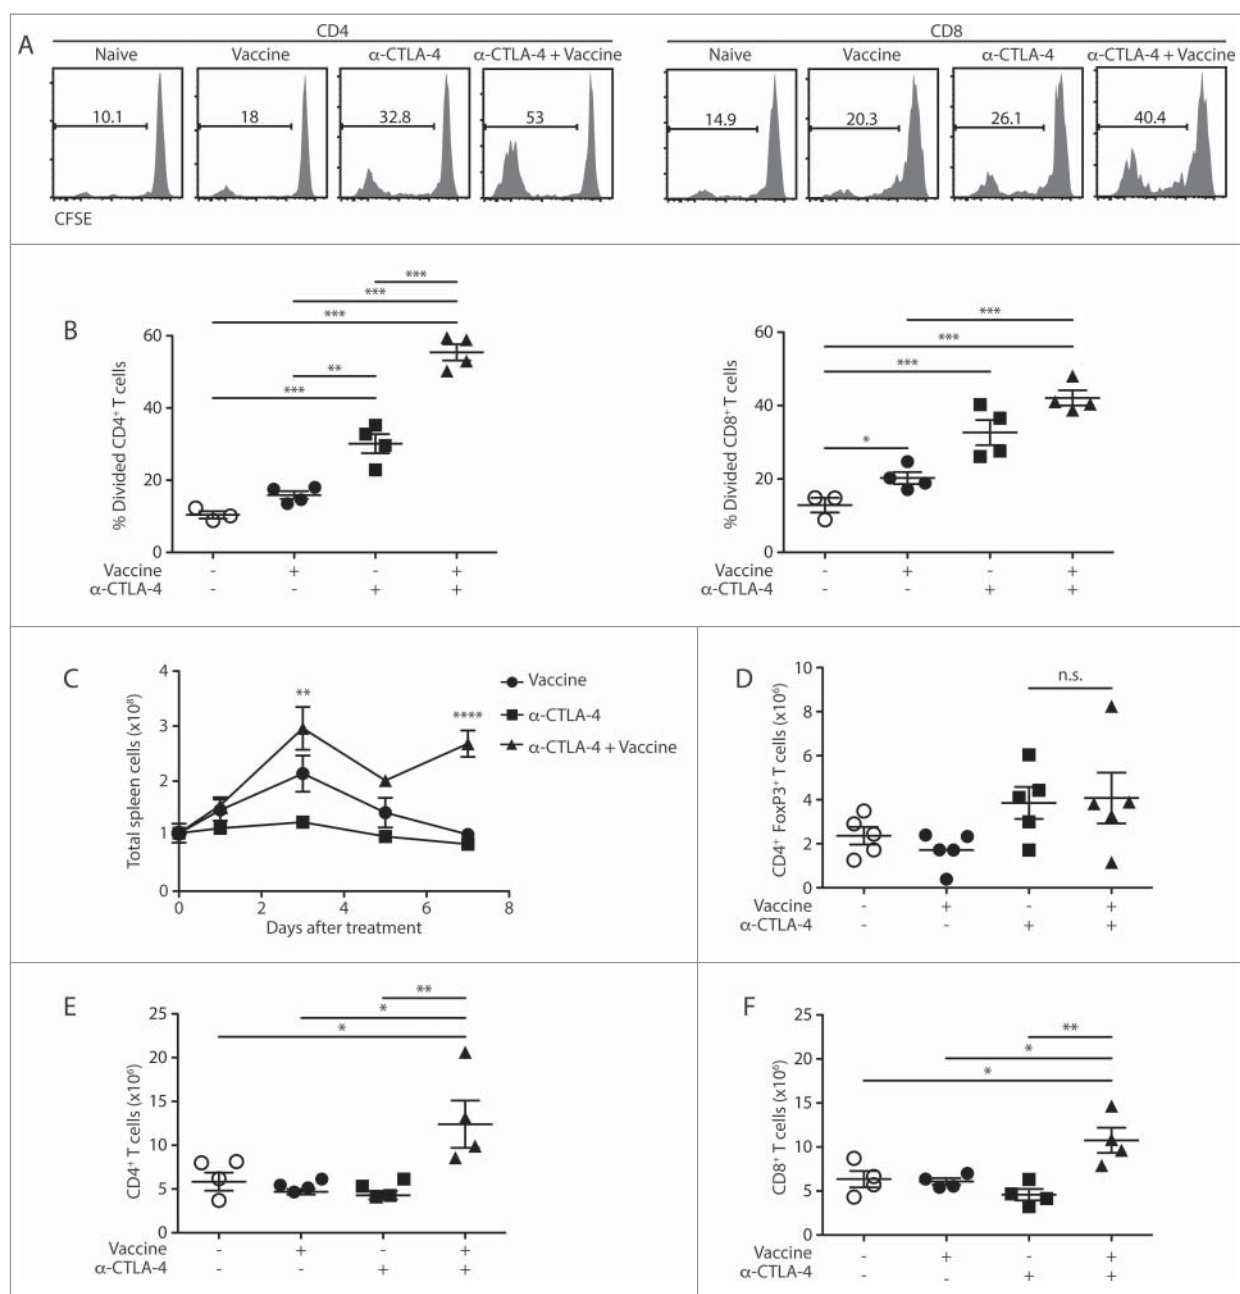 A
CD4
CD8
Naive Vaccine α-CTLA-4 α-CTLA-4 + Vaccine
Naive Vaccine α-CTLA-4 α-CTLA-4 + Vaccine
10.1 18 32.8 53
14.9 20.3 26.1 40.4
CFSE
B
***
***
***
**
***
60
40
20
0
% Divided CD4⁺ T cells
Vaccine - + - +
α-CTLA-4 - - + +
***
***
***
*
60
40
20
0
% Divided CD8⁺ T cells
- + - +
- - + +
C
4
3
2
1
0
Total spleen cells (x10⁸)
**
****
Vaccine
α-CTLA-4
α-CTLA-4 + Vaccine
0 2 4 6 8
Days after treatment
D
n.s.
10
8
6
4
2
0
CD4⁺ FoxP3⁺ T cells (x10⁶)
Vaccine - + - +
α-CTLA-4 - - + +
E
**
*
*
25
20
15
10
5
0
CD4⁺ T cells (x10⁶)
Vaccine - + - +
α-CTLA-4 - - + +
F
**
*
*
25
20
15
10
5
0
CD8⁺ T cells (x10⁶)
Vaccine - + - +
α-CTLA-4 - - + +